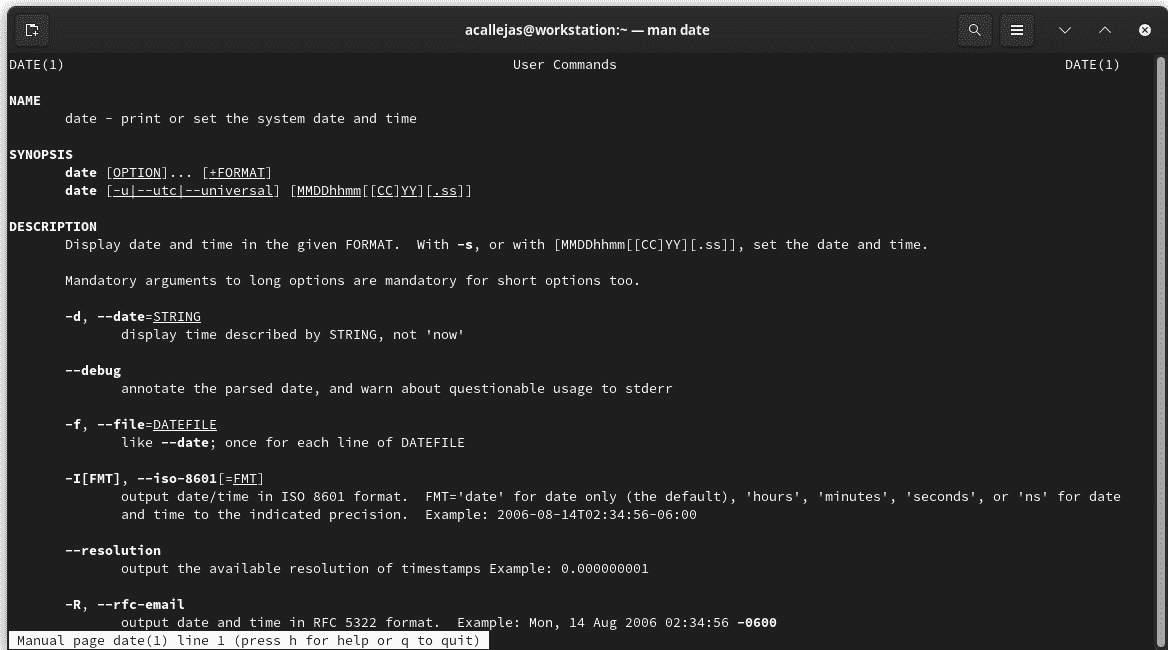 acallejas@workstation:~ — man date
DATE(1) User Commands DATE(1)
NAME
date - print or set the system date and time
SYNOPSIS
date [OPTION]... [+FORMAT]
date [-u|--utc|--universal] [MMDDhhmm[[CC]YY][.ss]]
DESCRIPTION
Display date and time in the given FORMAT. With -s, or with [MMDDhhmm[[CC]YY][.ss]], set the date and time.
Mandatory arguments to long options are mandatory for short options too.
-d, --date=STRING
display time described by STRING, not 'now'
--debug
annotate the parsed date, and warn about questionable usage to stderr
-f, --file=DATEFILE
like --date; once for each line of DATEFILE
-I[FMT], --iso-8601[=FMT]
output date/time in ISO 8601 format. FMT='date' for date only (the default), 'hours', 'minutes', 'seconds', or 'ns' for date
and time to the indicated precision. Example: 2006-08-14T02:34:56-06:00
--resolution
output the available resolution of timestamps Example: 0.000000001
-R, --rfc-email
output date and time in RFC 5322 format. Example: Mon, 14 Aug 2006 02:34:56 -0600
Manual page date(1) line 1 (press h for help or q to quit)